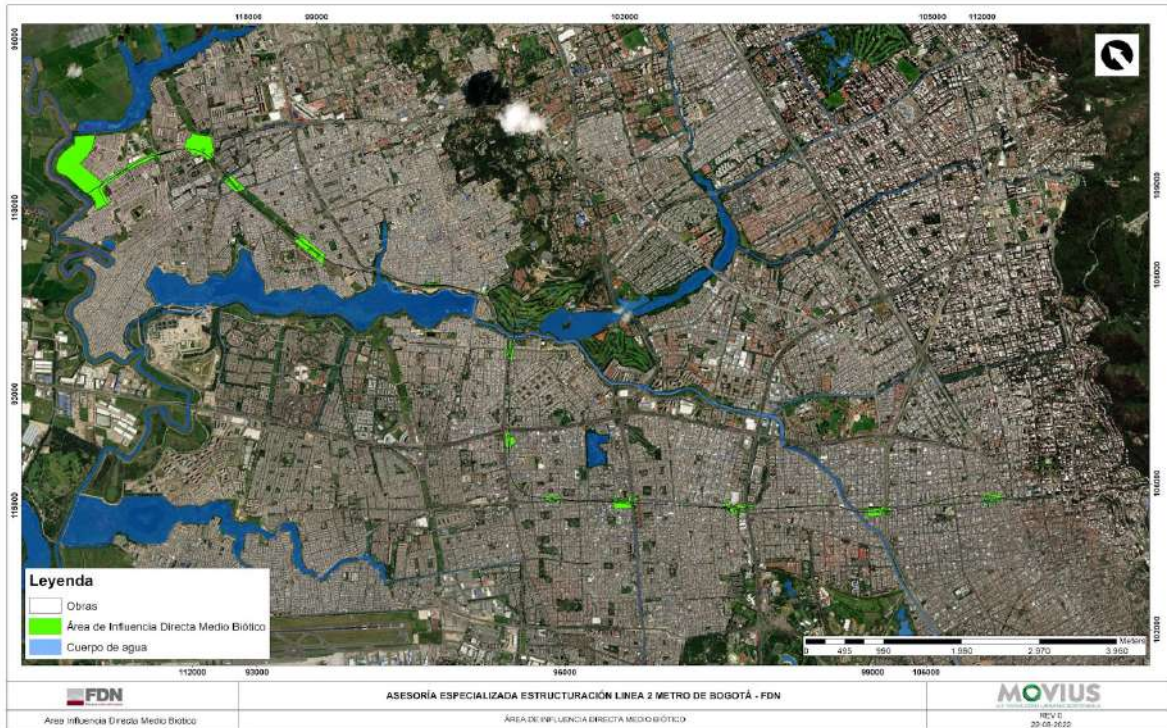 118000 99000 102000 105000 112000
96000
113000
93000
115000
109000
108000
106000
102000
Leyenda
Obras
Área de Influencia Directa Medio Biótico
Cuerpo de agua
Meters
0 495 990 1.980 2.970 3.960
112000 93000 96000 99000 106000
FDN
ASESORÍA ESPECIALIZADA ESTRUCTURACIÓN LINEA 2 METRO DE BOGOTÁ - FDN
MOVIUS
Area Influencia Directa Medio Biotico
ÁREA DE INFLUENCIA DIRECTA MEDIO BIÓTICO
REV 0